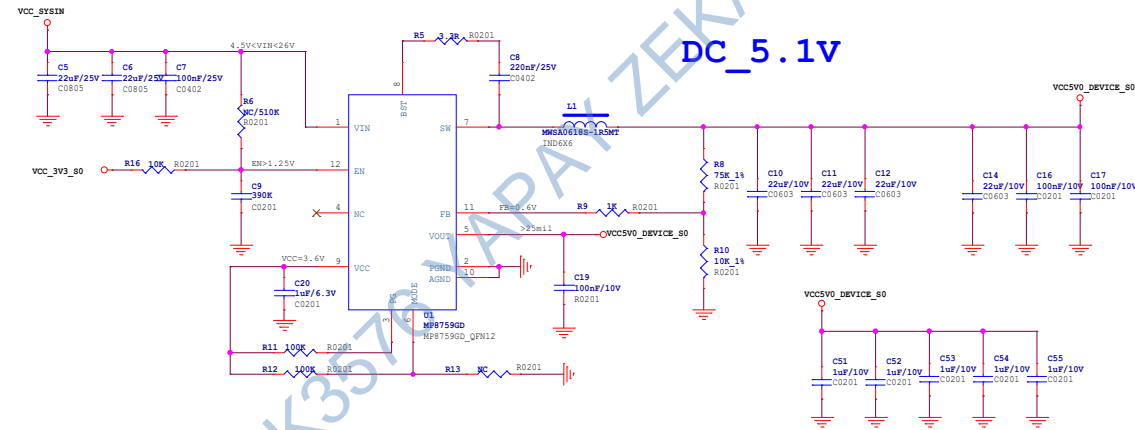 VCC_SYSIN
4.5V<VIN<26V
C5
22uF/25V
C0805
C6
22uF/25V
C0805
C7
100nF/25V
C0402
R5 3.3R R0201
C8
220nF/25V
C0402
DC_5.1V
R6
NC/510K
R0201
VCC_3V3_S0
R16 10K R0201
EN>1.25V
C9
390K
C0201
1 VIN
12 EN
4 NC
9 VCC
8 BST
SW 7
FB 11
VOUT 5
PGND 2
AGND 10
PG 3
MODE 6
U1
MP8759GD
MP8759GD_QFN12
L1
MWSA0618S-1R5MT
IND6X6
VCC5V0_DEVICE_S0
R8
75K_1%
R0201
FB=0.6V
R9 1K R0201
>25mil
VCC5V0_DEVICE_S0
R10
10K_1%
R0201
C10
22uF/10V
C0603
C11
22uF/10V
C0603
C12
22uF/10V
C0603
C14
22uF/10V
C0603
C16
100nF/10V
C0201
C17
100nF/10V
C0201
VCC=3.6V
C20
1uF/6.3V
C0201
C19
100nF/10V
R0201
R11 100K R0201
R12 100K R0201
R13 NC R0201
VCC5V0_DEVICE_S0
C51
1uF/10V
C0201
C52
1uF/10V
C0201
C53
1uF/10V
C0201
C54
1uF/10V
C0201
C55
1uF/10V
C0201
K3576 YAPAY ZEKA